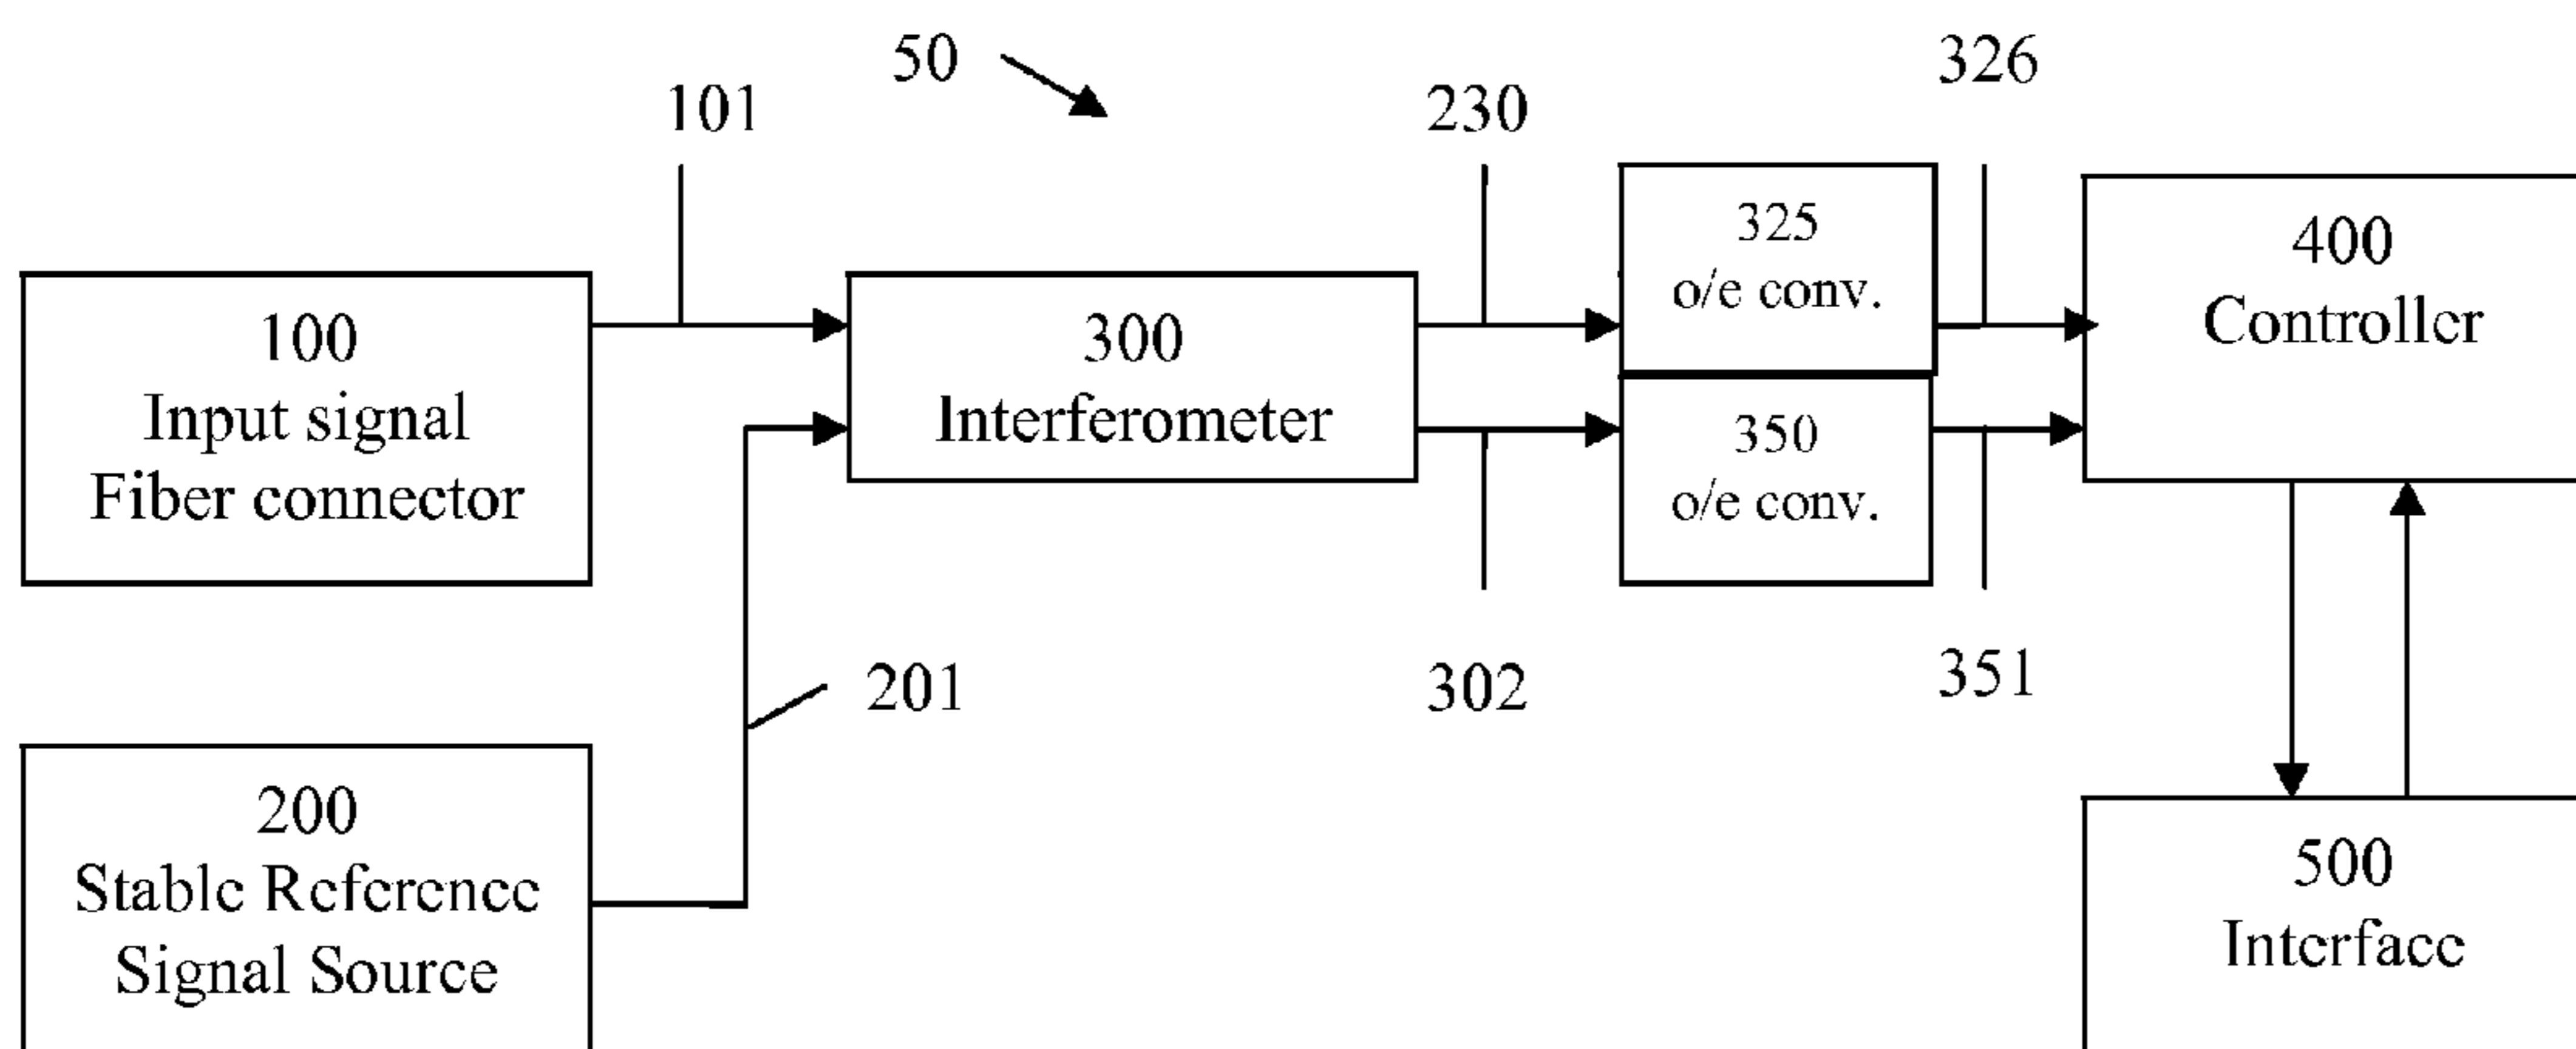 50
326
101
230
325
o/e conv.
400
Controller
100
Input signal
Fiber connector
300
Interferometer
350
o/e conv.
201
302
351
200
Stable Reference
Signal Source
500
Interface